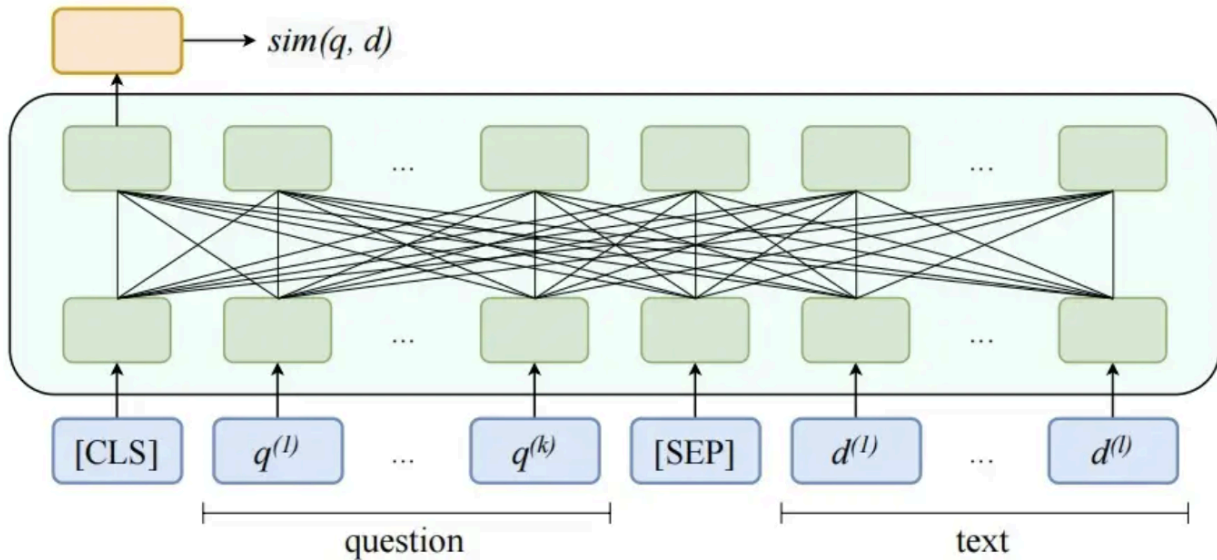 sim(q, d)
... ...
... ...
[CLS] q(1) ... q(k) [SEP] d(1) ... d(l)
question text